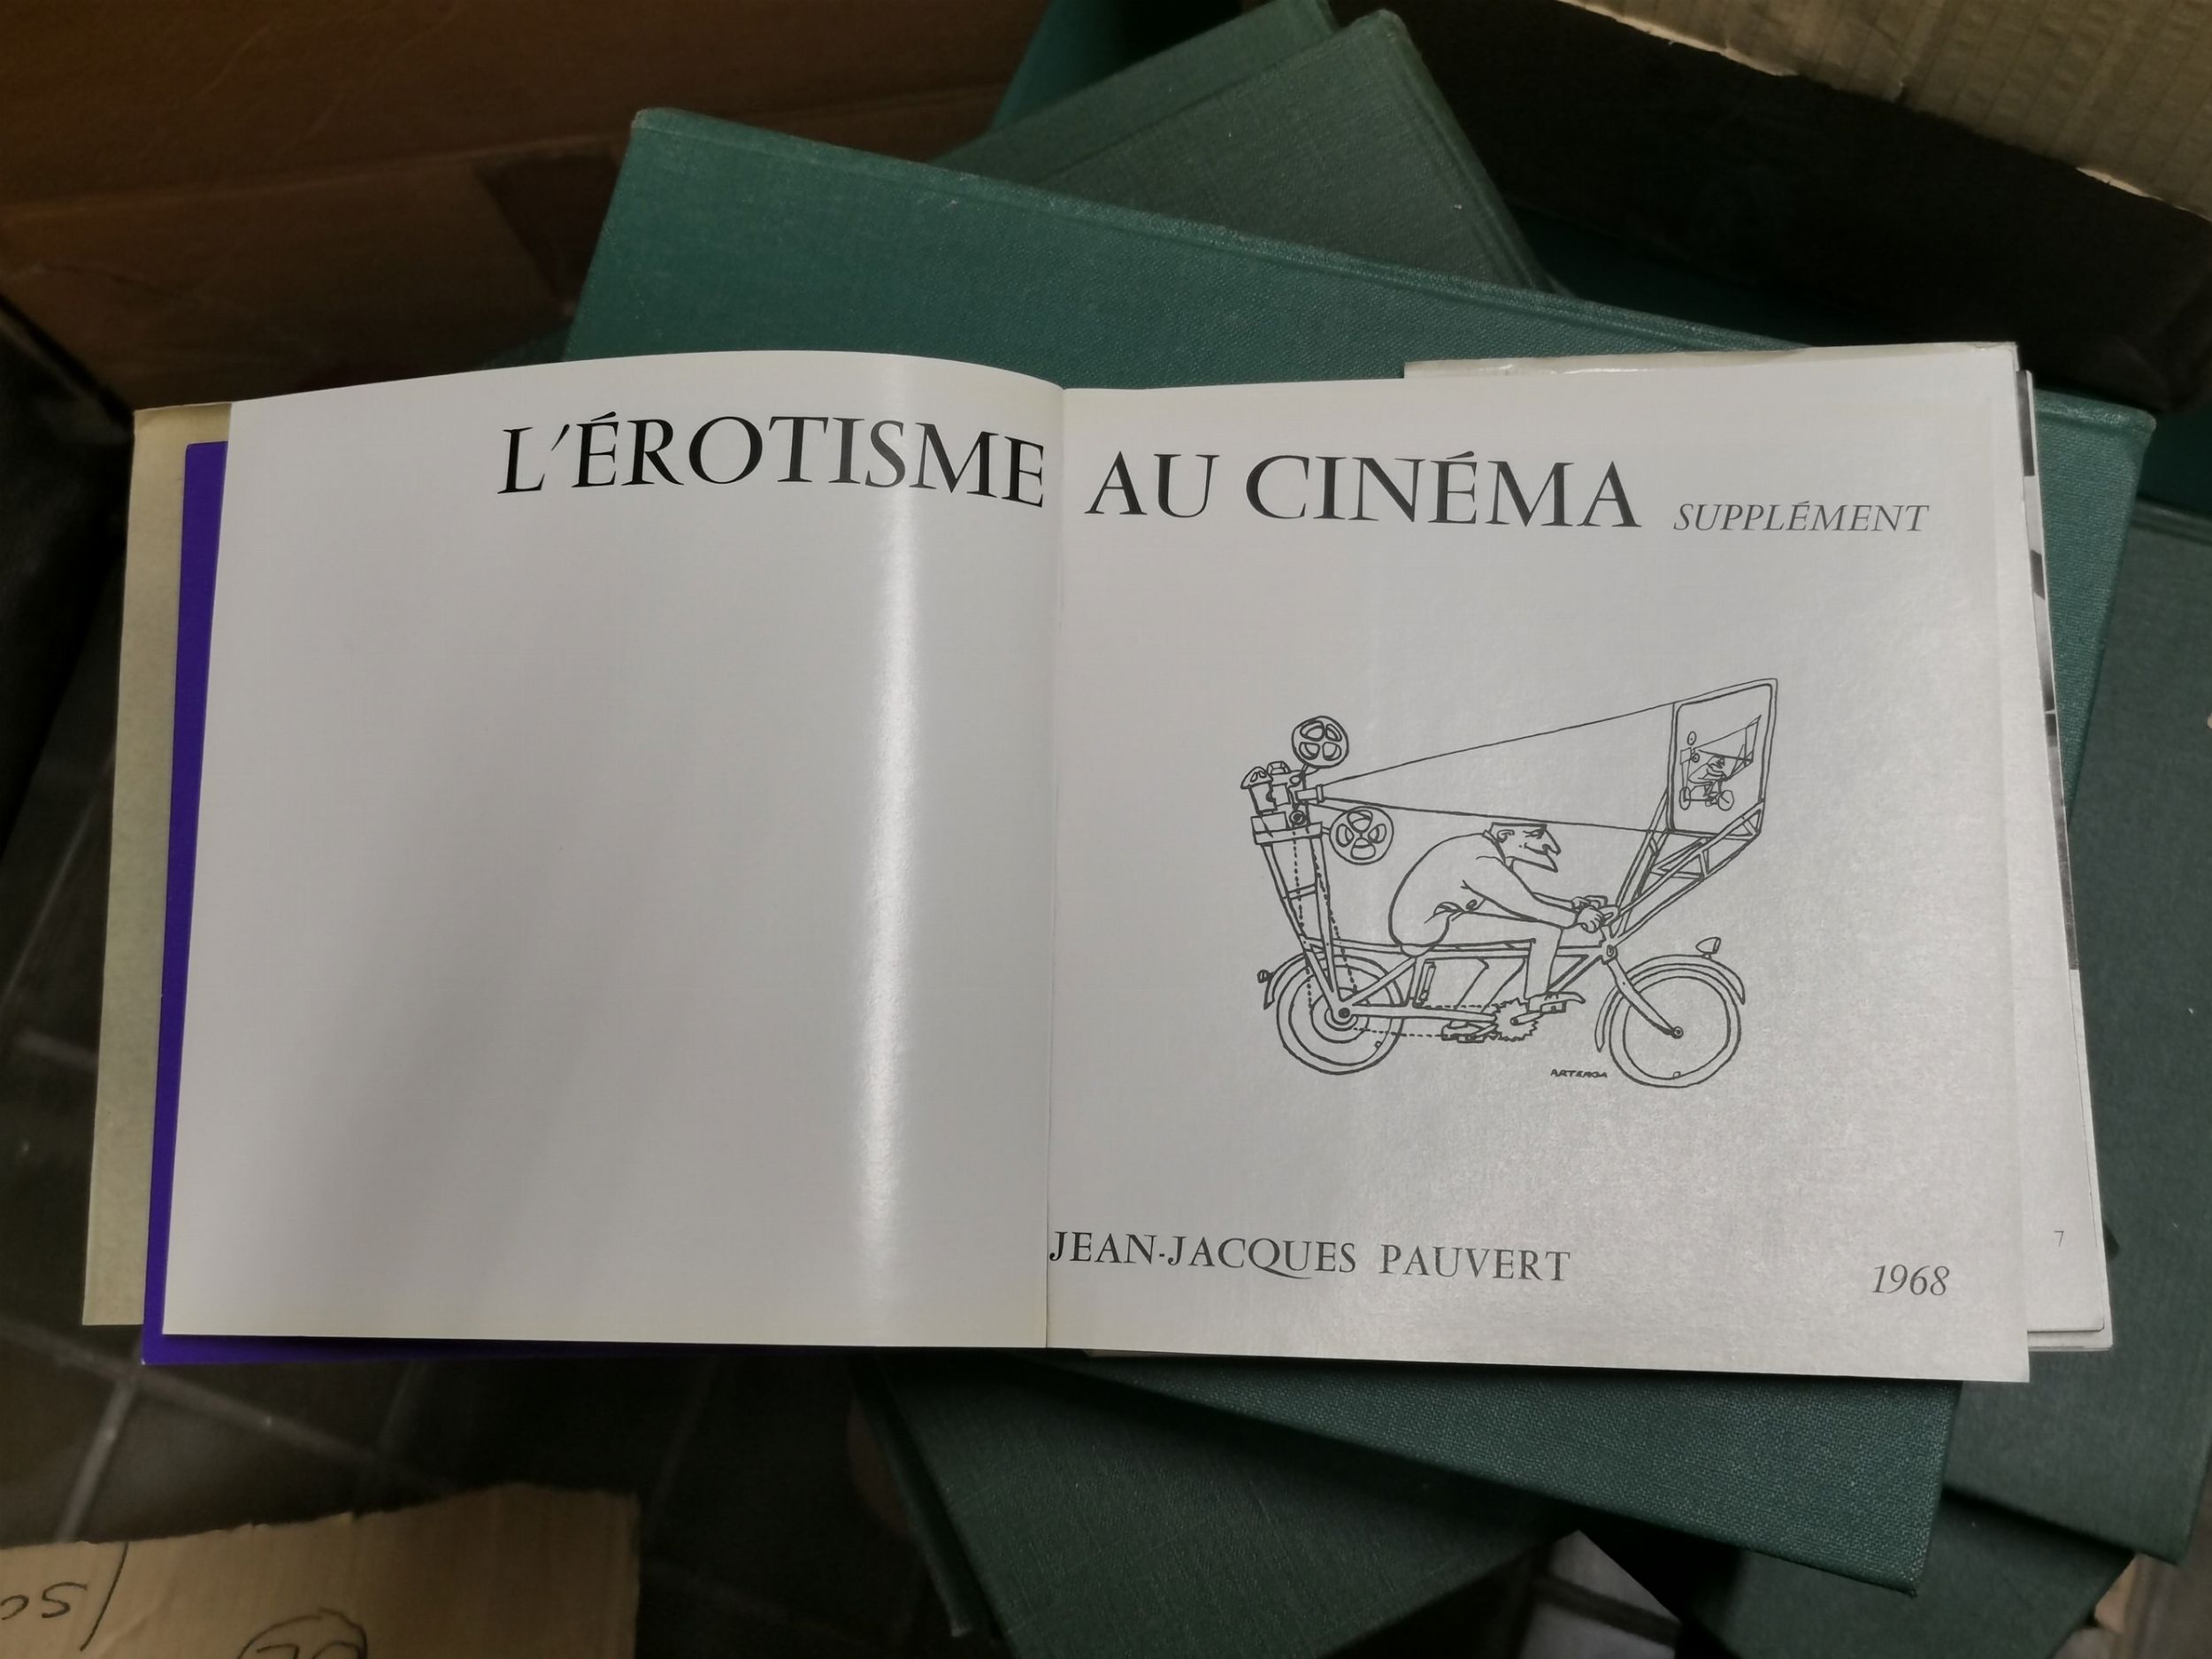 L'ÉROTISME AU CINÉMA SUPPLÉMENT
JEAN-JACQUES PAUVERT 1968
7